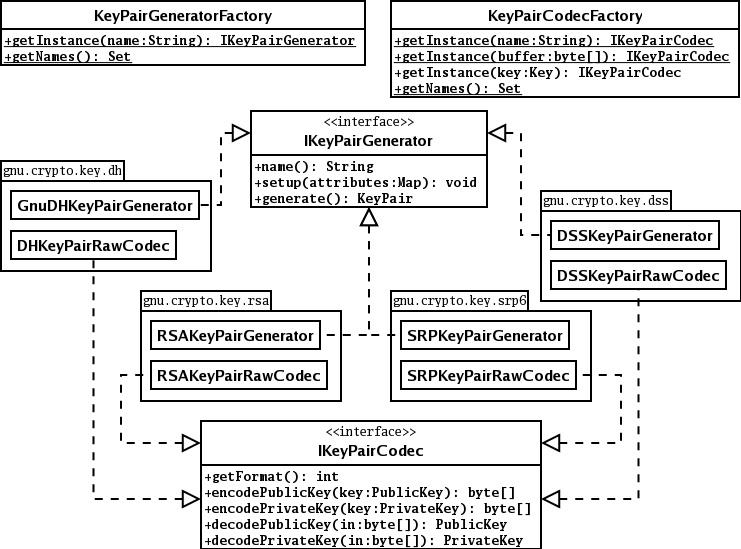 KeyPairGeneratorFactory
+getInstance(name:String): IKeyPairGenerator
+getNames(): Set
KeyPairCodecFactory
+getInstance(name:String): IKeyPairCodec
+getInstance(buffer:byte[]): IKeyPairCodec
+getInstance(key:Key): IKeyPairCodec
+getNames(): Set
<<interface>>
IKeyPairGenerator
+name(): String
+setup(attributes:Map): void
+generate(): KeyPair
gnu.crypto.key.dh
GnuDHKeyPairGenerator
DHKeyPairRawCodec
gnu.crypto.key.dss
DSSKeyPairGenerator
DSSKeyPairRawCodec
gnu.crypto.key.rsa
RSAKeyPairGenerator
RSAKeyPairRawCodec
gnu.crypto.key.srp6
SRPKeyPairGenerator
SRPKeyPairRawCodec
<<interface>>
IKeyPairCodec
+getFormat(): int
+encodePublicKey(key:PublicKey): byte[]
+encodePrivateKey(key:PrivateKey): byte[]
+decodePublicKey(in:byte[]): PublicKey
+decodePrivateKey(in:byte[]): PrivateKey